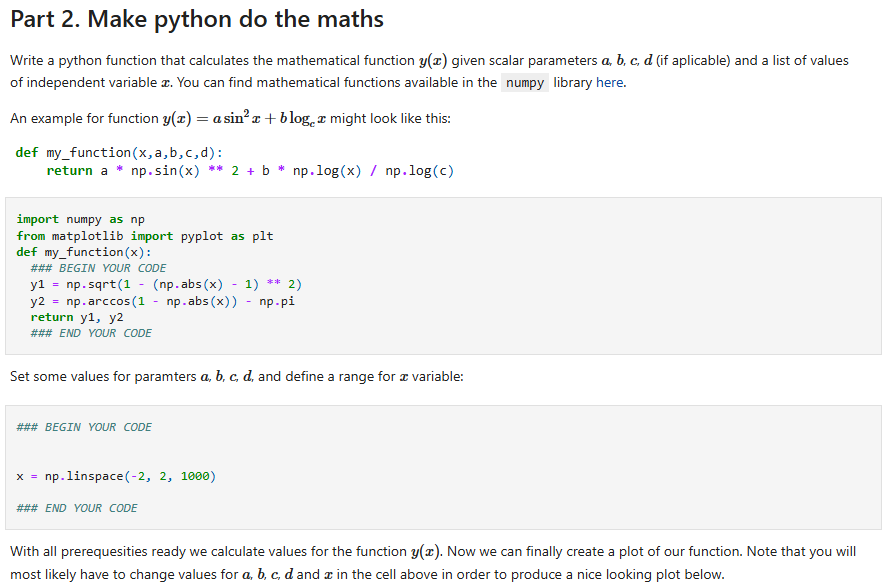 Part 2. Make python do the maths
Write a python function that calculates the mathematical function y(x) given scalar parameters a, b, c, d (if aplicable) and a list of values
of independent variable x. You can find mathematical functions available in the numpy library here.
An example for function y(x) = a sin² x + b log_c x might look like this:
def my_function(x,a,b,c,d):
    return a * np.sin(x) ** 2 + b * np.log(x) / np.log(c)
import numpy as np
from matplotlib import pyplot as plt
def my_function(x):
  ### BEGIN YOUR CODE
  y1 = np.sqrt(1 - (np.abs(x) - 1) ** 2)
  y2 = np.arccos(1 - np.abs(x)) - np.pi
  return y1, y2
  ### END YOUR CODE
Set some values for paramters a, b, c, d, and define a range for x variable:
### BEGIN YOUR CODE
x = np.linspace(-2, 2, 1000)
### END YOUR CODE
With all prerequesities ready we calculate values for the function y(x). Now we can finally create a plot of our function. Note that you will
most likely have to change values for a, b, c, d and x in the cell above in order to produce a nice looking plot below.